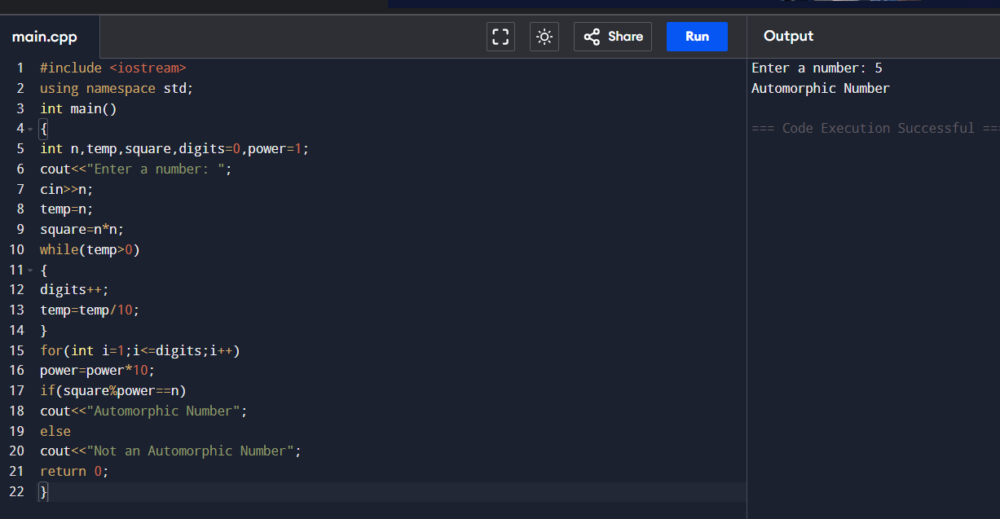 main.cpp
Share
Run
Output
1 #include <iostream>
2 using namespace std;
3 int main()
4 {
5 int n,temp,square,digits=0,power=1;
6 cout<<"Enter a number: ";
7 cin>>n;
8 temp=n;
9 square=n*n;
10 while(temp>0)
11 {
12 digits++;
13 temp=temp/10;
14 }
15 for(int i=1;i<=digits;i++)
16 power=power*10;
17 if(square%power==n)
18 cout<<"Automorphic Number";
19 else
20 cout<<"Not an Automorphic Number";
21 return 0;
22 }
Enter a number: 5
Automorphic Number
=== Code Execution Successful ===